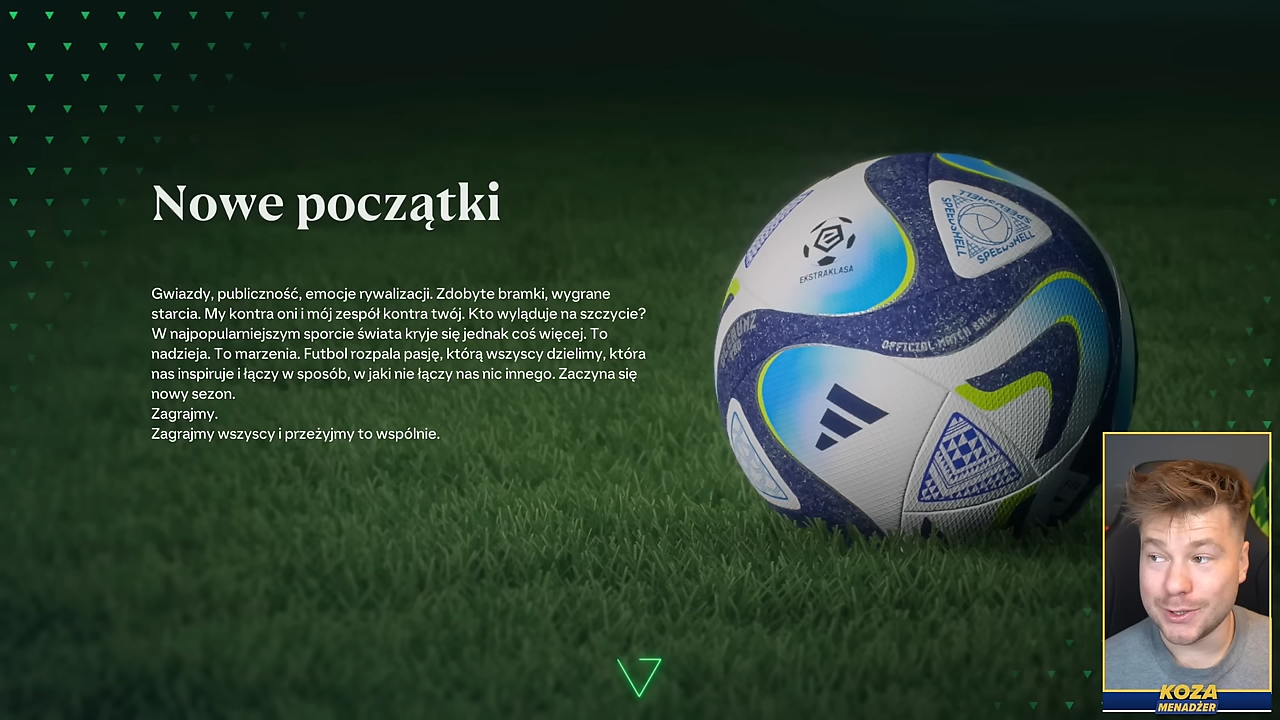 Nowe początki
Gwiazdy, publiczność, emocje rywalizacji. Zdobyte bramki, wygrane
starcia. My kontra oni i mój zespół kontra twój. Kto wyląduje na szczycie?
W najpopularniejszym sporcie świata kryje się jednak coś więcej. To
nadzieja. To marzenia. Futbol rozpala pasję, którą wszyscy dzielimy, która
nas inspiruje i łączy w sposób, w jaki nie łączy nas nic innego. Zaczyna się
nowy sezon.
Zagrajmy.
Zagrajmy wszyscy i przeżyjmy to wspólnie.
EKSTRAKLASA
SPEEDSHELL
SPEEDSHELL
SPEEDSHELL
OFFICIAL MATCH BALL
KOZA
MENADŻER